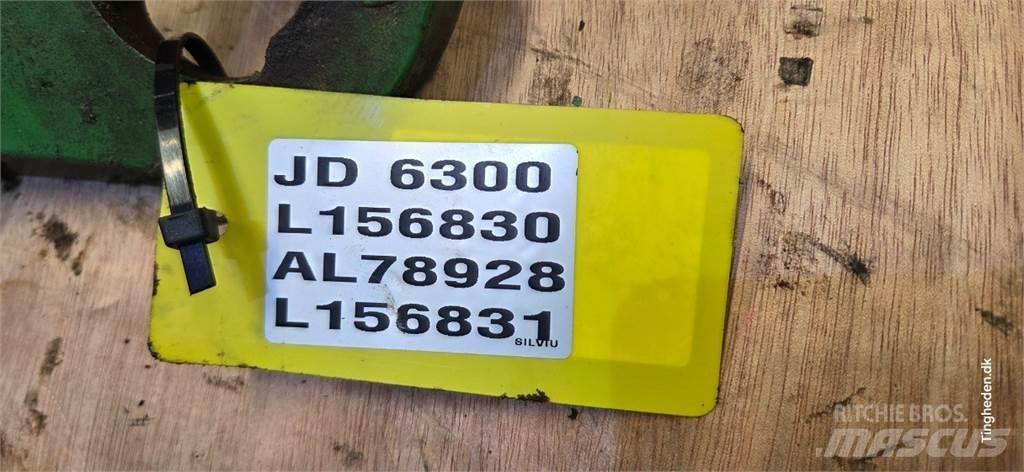 JD 6300
L156830
AL78928
L156831
SILVIU
RITCHIE BROS.
MASCUS
Tingheden.dk